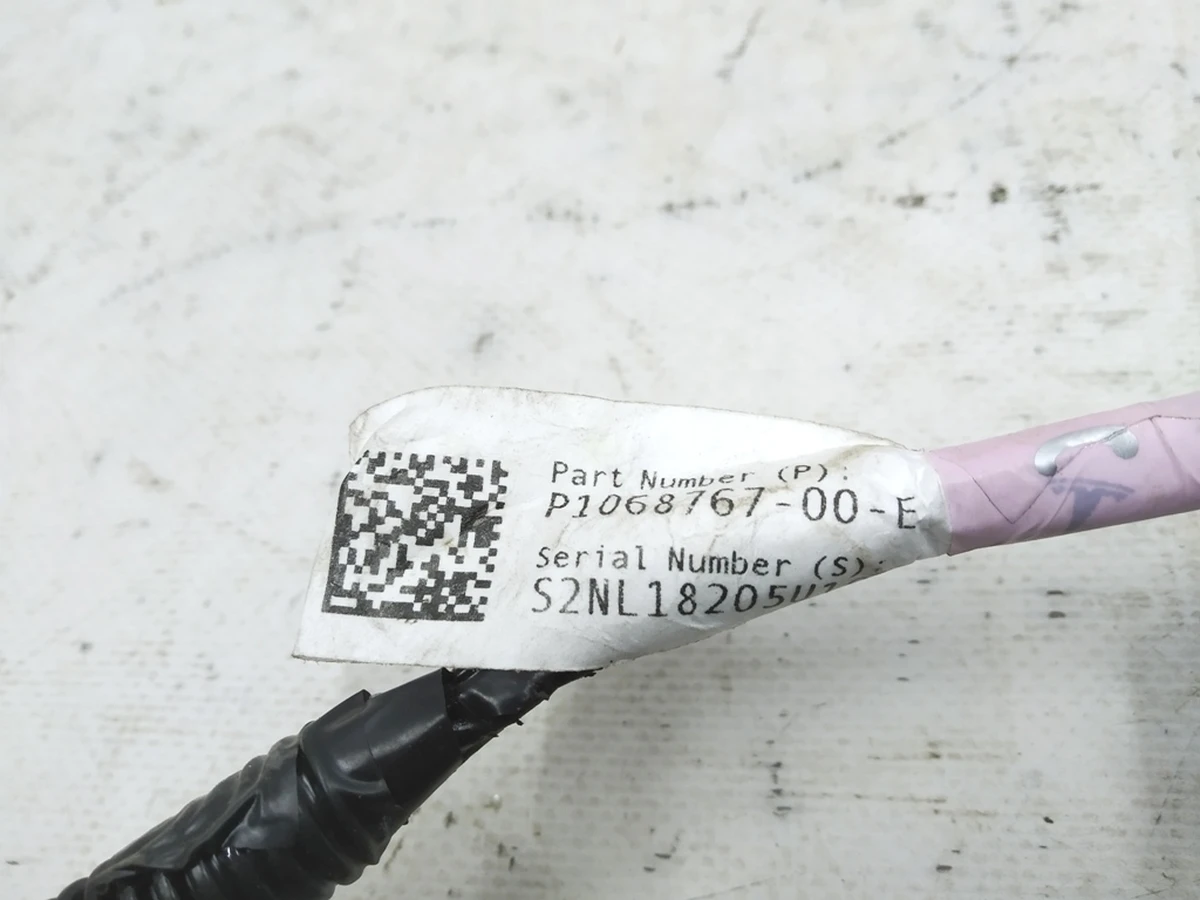 Part Number (P):
P1068767-00-E
Serial Number (S):